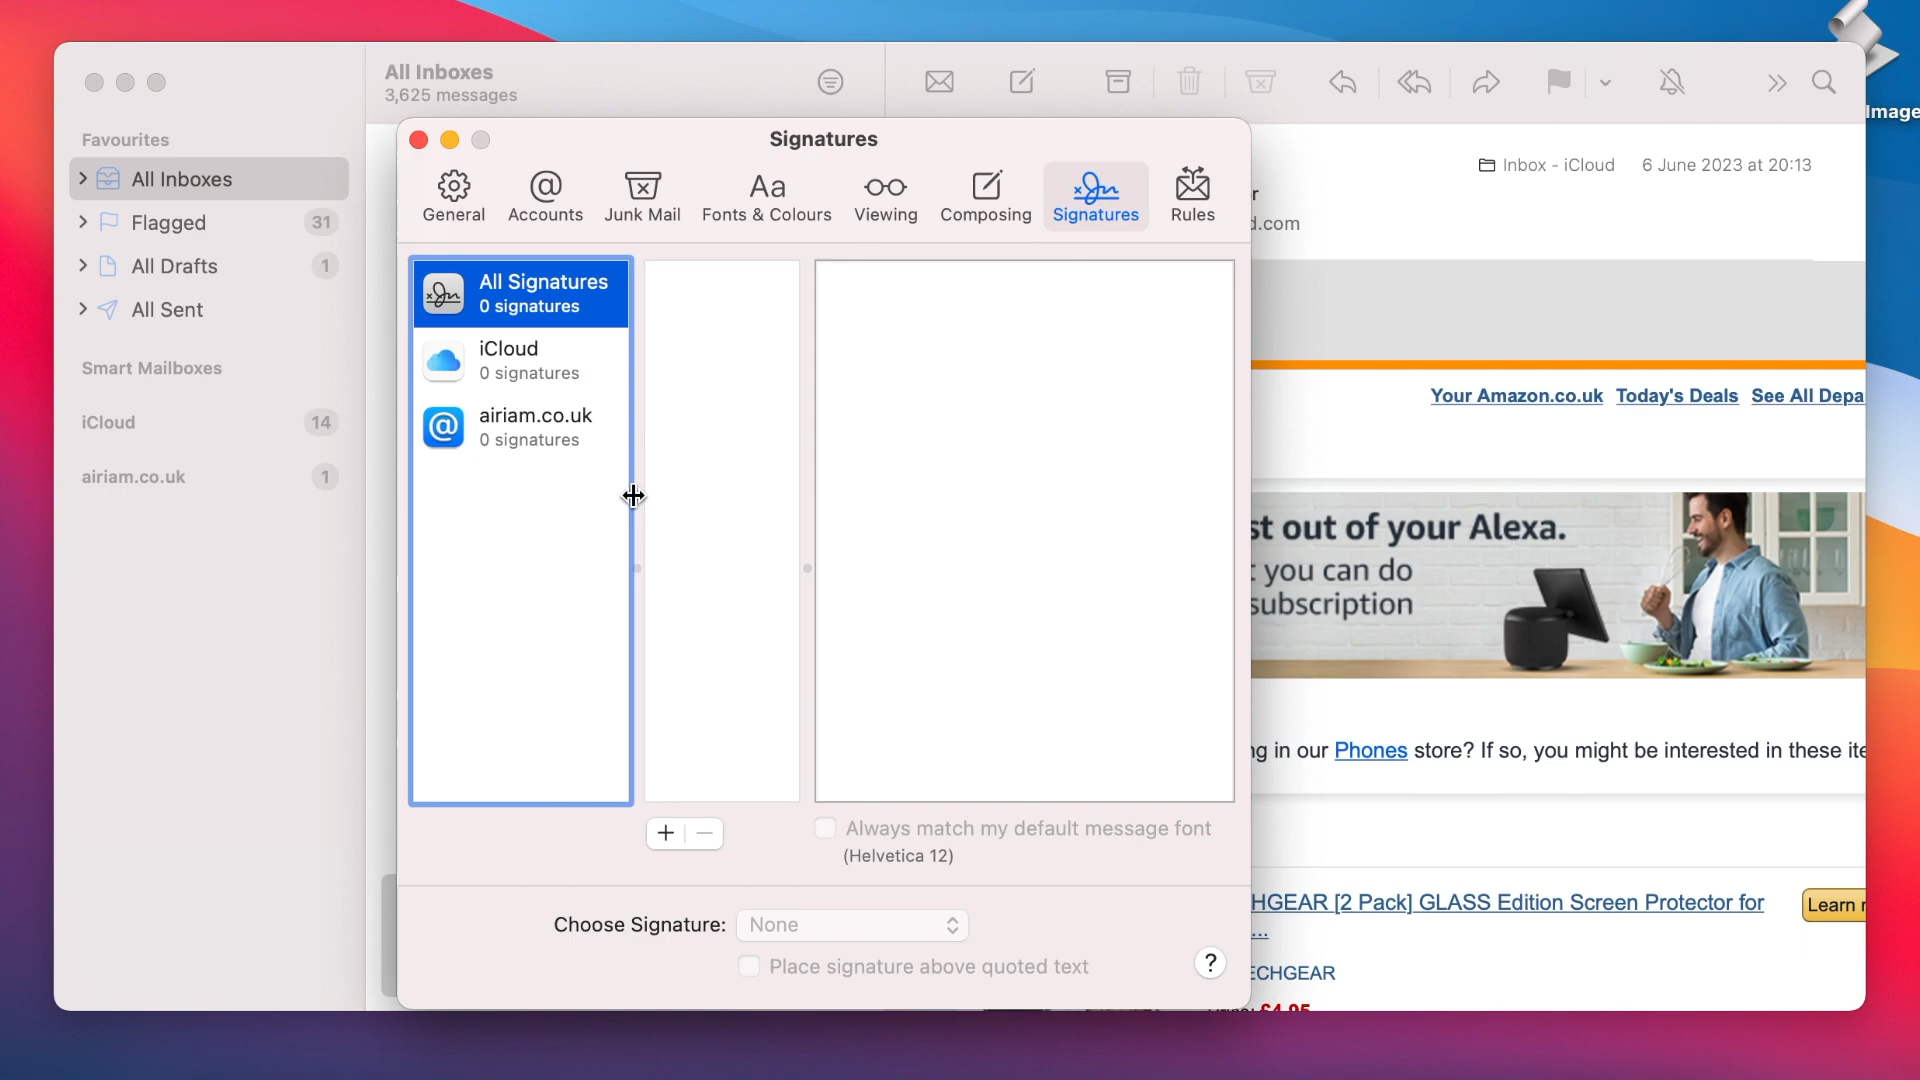 All Inboxes
3,625 messages
Image
Favourites
All Inboxes
Flagged 31
All Drafts 1
All Sent
Smart Mailboxes
iCloud 14
airiam.co.uk 1
Signatures
General
Accounts
Junk Mail
Aa
Fonts & Colours
Viewing
Composing
Signatures
Rules
All Signatures
0 signatures
iCloud
0 signatures
airiam.co.uk
0 signatures
+ −
Always match my default message font
(Helvetica 12)
Choose Signature: None
Place signature above quoted text
?
Inbox - iCloud 6 June 2023 at 20:13
r
d.com
Your Amazon.co.uk Today's Deals See All Depa
st out of your Alexa.
you can do
subscription
ng in our Phones store? If so, you might be interested in these ite
HGEAR [2 Pack] GLASS Edition Screen Protector for
...
Learn
ECHGEAR
£4.95